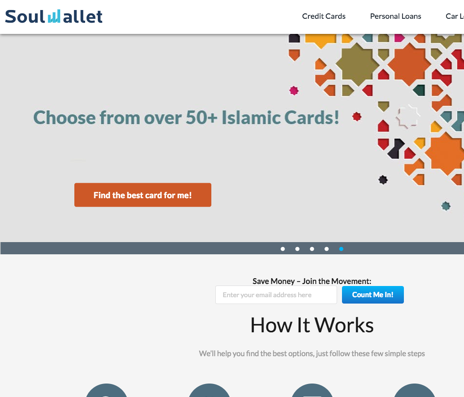 Soulwallet
Credit Cards Personal Loans Car L
Choose from over 50+ Islamic Cards!
Find the best card for me!
Save Money – Join the Movement:
Enter your email address here Count Me In!
How It Works
We'll help you find the best options, just follow these few simple steps